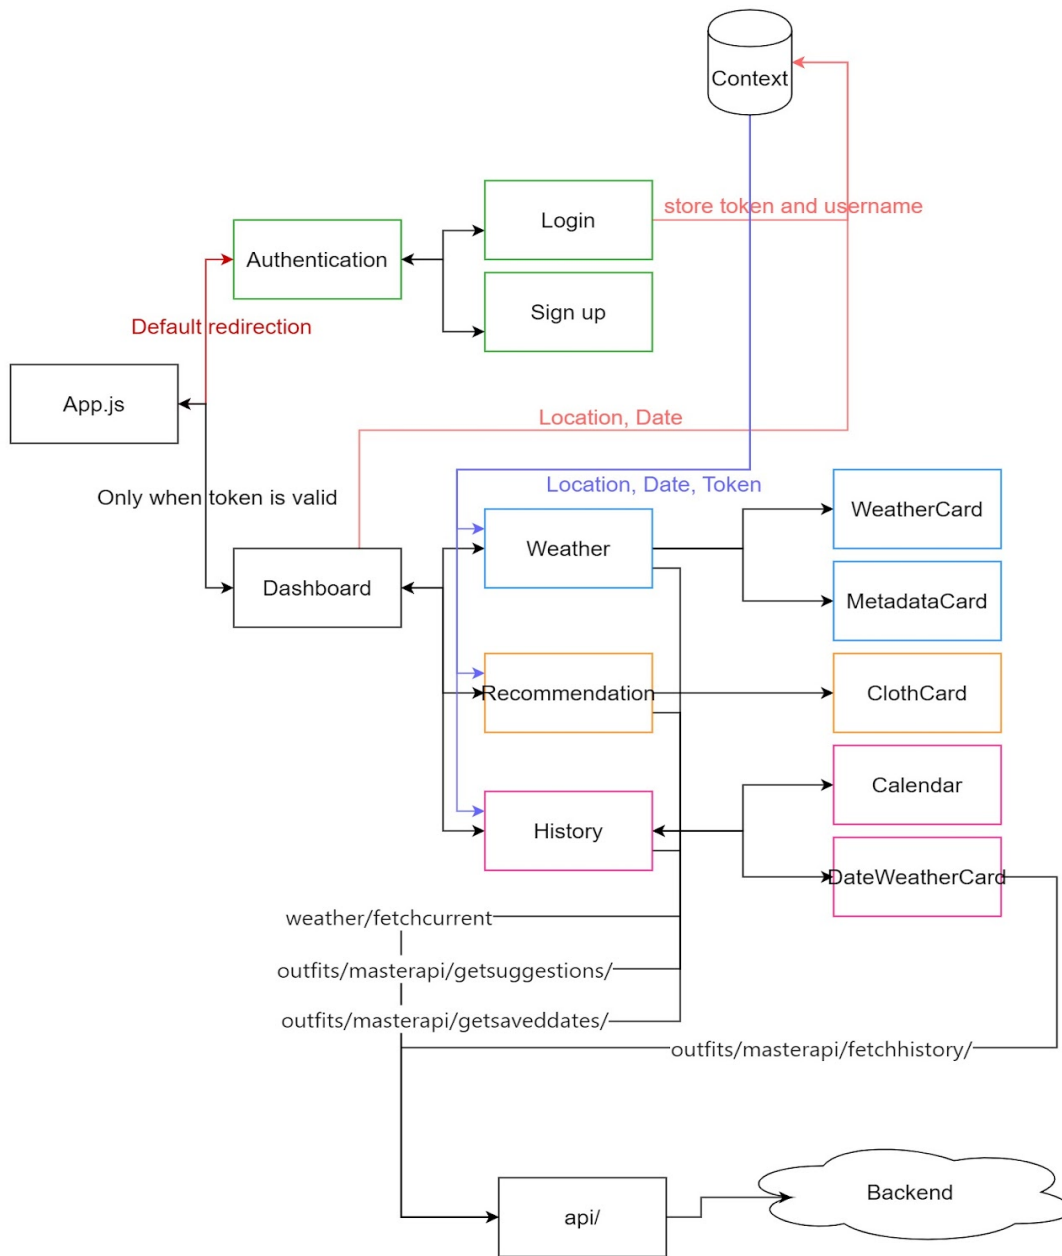 Context
Login
store token and username
Authentication
Sign up
Default redirection
App.js
Location, Date
Only when token is valid
Location, Date, Token
WeatherCard
Weather
Dashboard
MetadataCard
Recommendation
ClothCard
Calendar
History
DateWeatherCard
weather/fetchcurrent
outfits/masterapi/getsuggestions/
outfits/masterapi/getsaveddates/
outfits/masterapi/fetchhistory/
Backend
api/